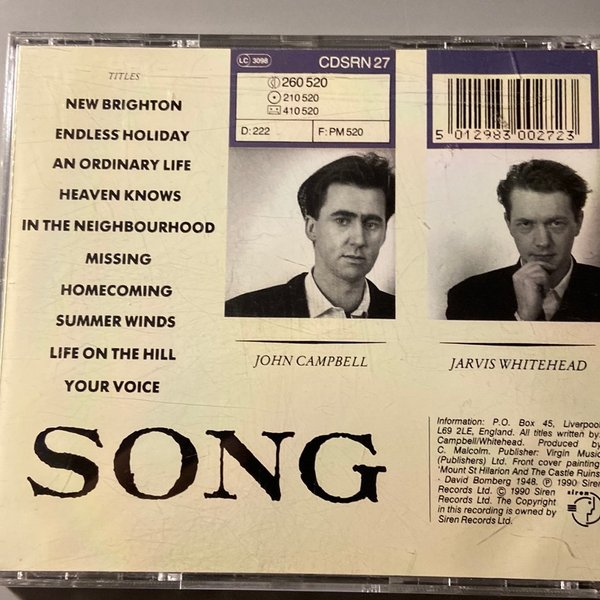 TITLES
NEW BRIGHTON
ENDLESS HOLIDAY
AN ORDINARY LIFE
HEAVEN KNOWS
IN THE NEIGHBOURHOOD
MISSING
HOMECOMING
SUMMER WINDS
LIFE ON THE HILL
YOUR VOICE
SONG
LC 3098
CDSRN 27
260 520
210 520
410 520
D: 222 F: PM 520
5 012983 002723
JOHN CAMPBELL
JARVIS WHITEHEAD
Information: P.O. Box 45, Liverpool
L69 2LE, England. All titles written by
Campbell/Whitehead. Produced by
C. Malcolm. Publisher: Virgin Music
(Publishers) Ltd. Front cover painting
'Mount St Hilarion And The Castle Ruins'
- David Bomberg 1948. Ⓟ 1990 Siren
Records Ltd. © 1990 Siren
Records Ltd. The Copyright
in this recording is owned by
Siren Records Ltd.
siren